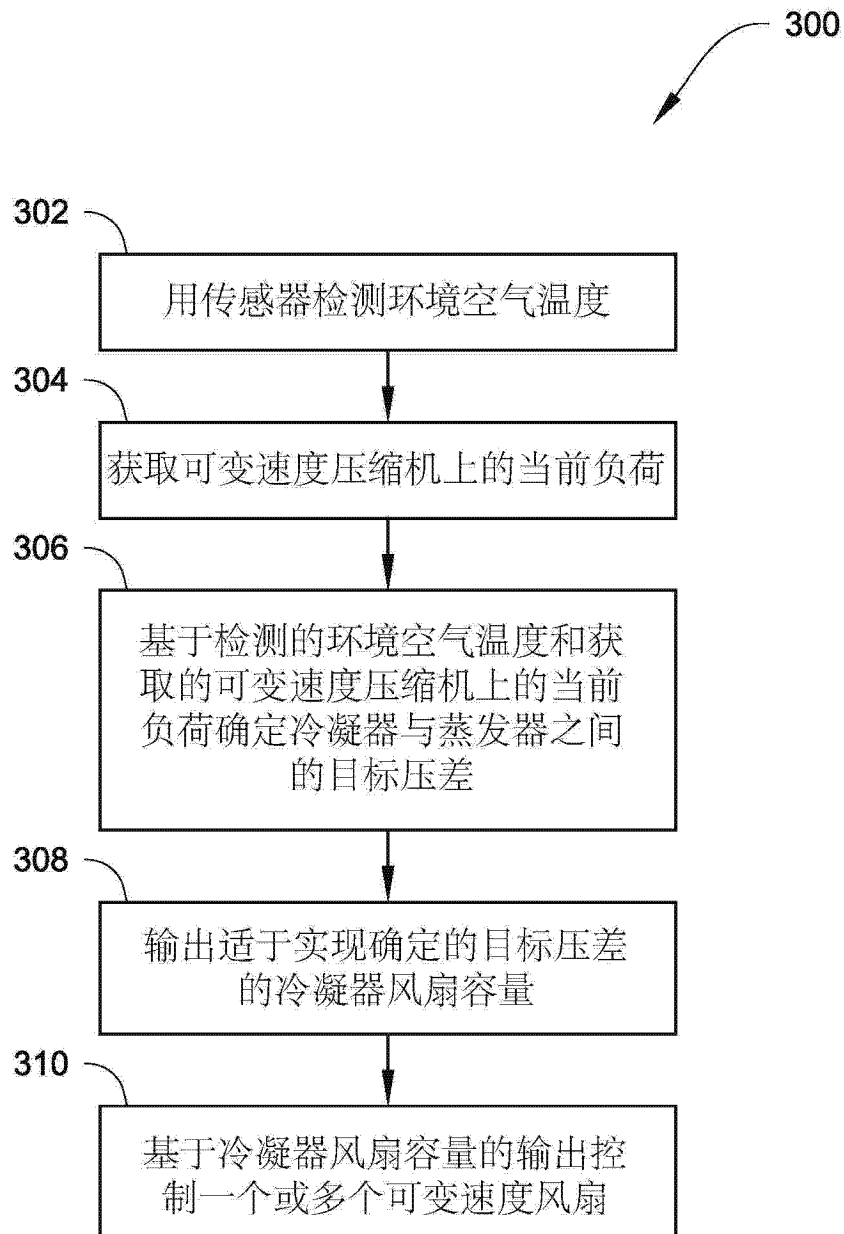 300
302
用传感器检测环境空气温度
304
获取可变速度压缩机上的当前负荷
306
基于检测的环境空气温度和获
取的可变速度压缩机上的当前
负荷确定冷凝器与蒸发器之间
的目标压差
308
输出适于实现确定的目标压差
的冷凝器风扇容量
310
基于冷凝器风扇容量的输出控
制一个或多个可变速度风扇